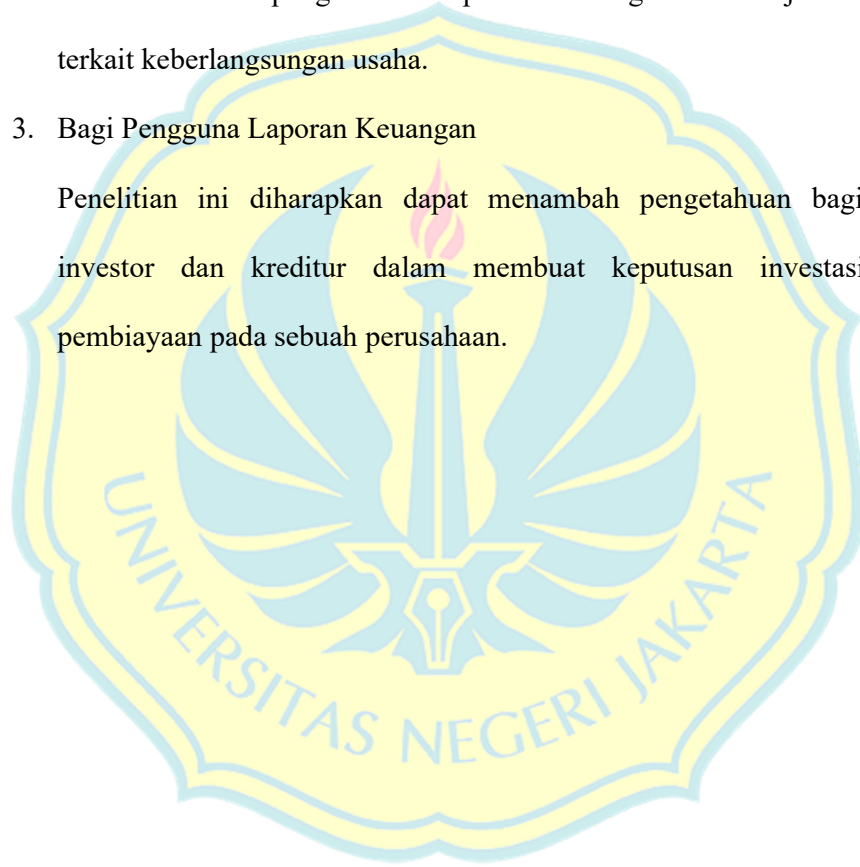 terkait keberlangsungan usaha.
3. Bagi Pengguna Laporan Keuangan
Penelitian ini diharapkan dapat menambah pengetahuan bagi
investor dan kreditur dalam membuat keputusan investasi
pembiayaan pada sebuah perusahaan.
UNIVERSITAS NEGERI JAKARTA